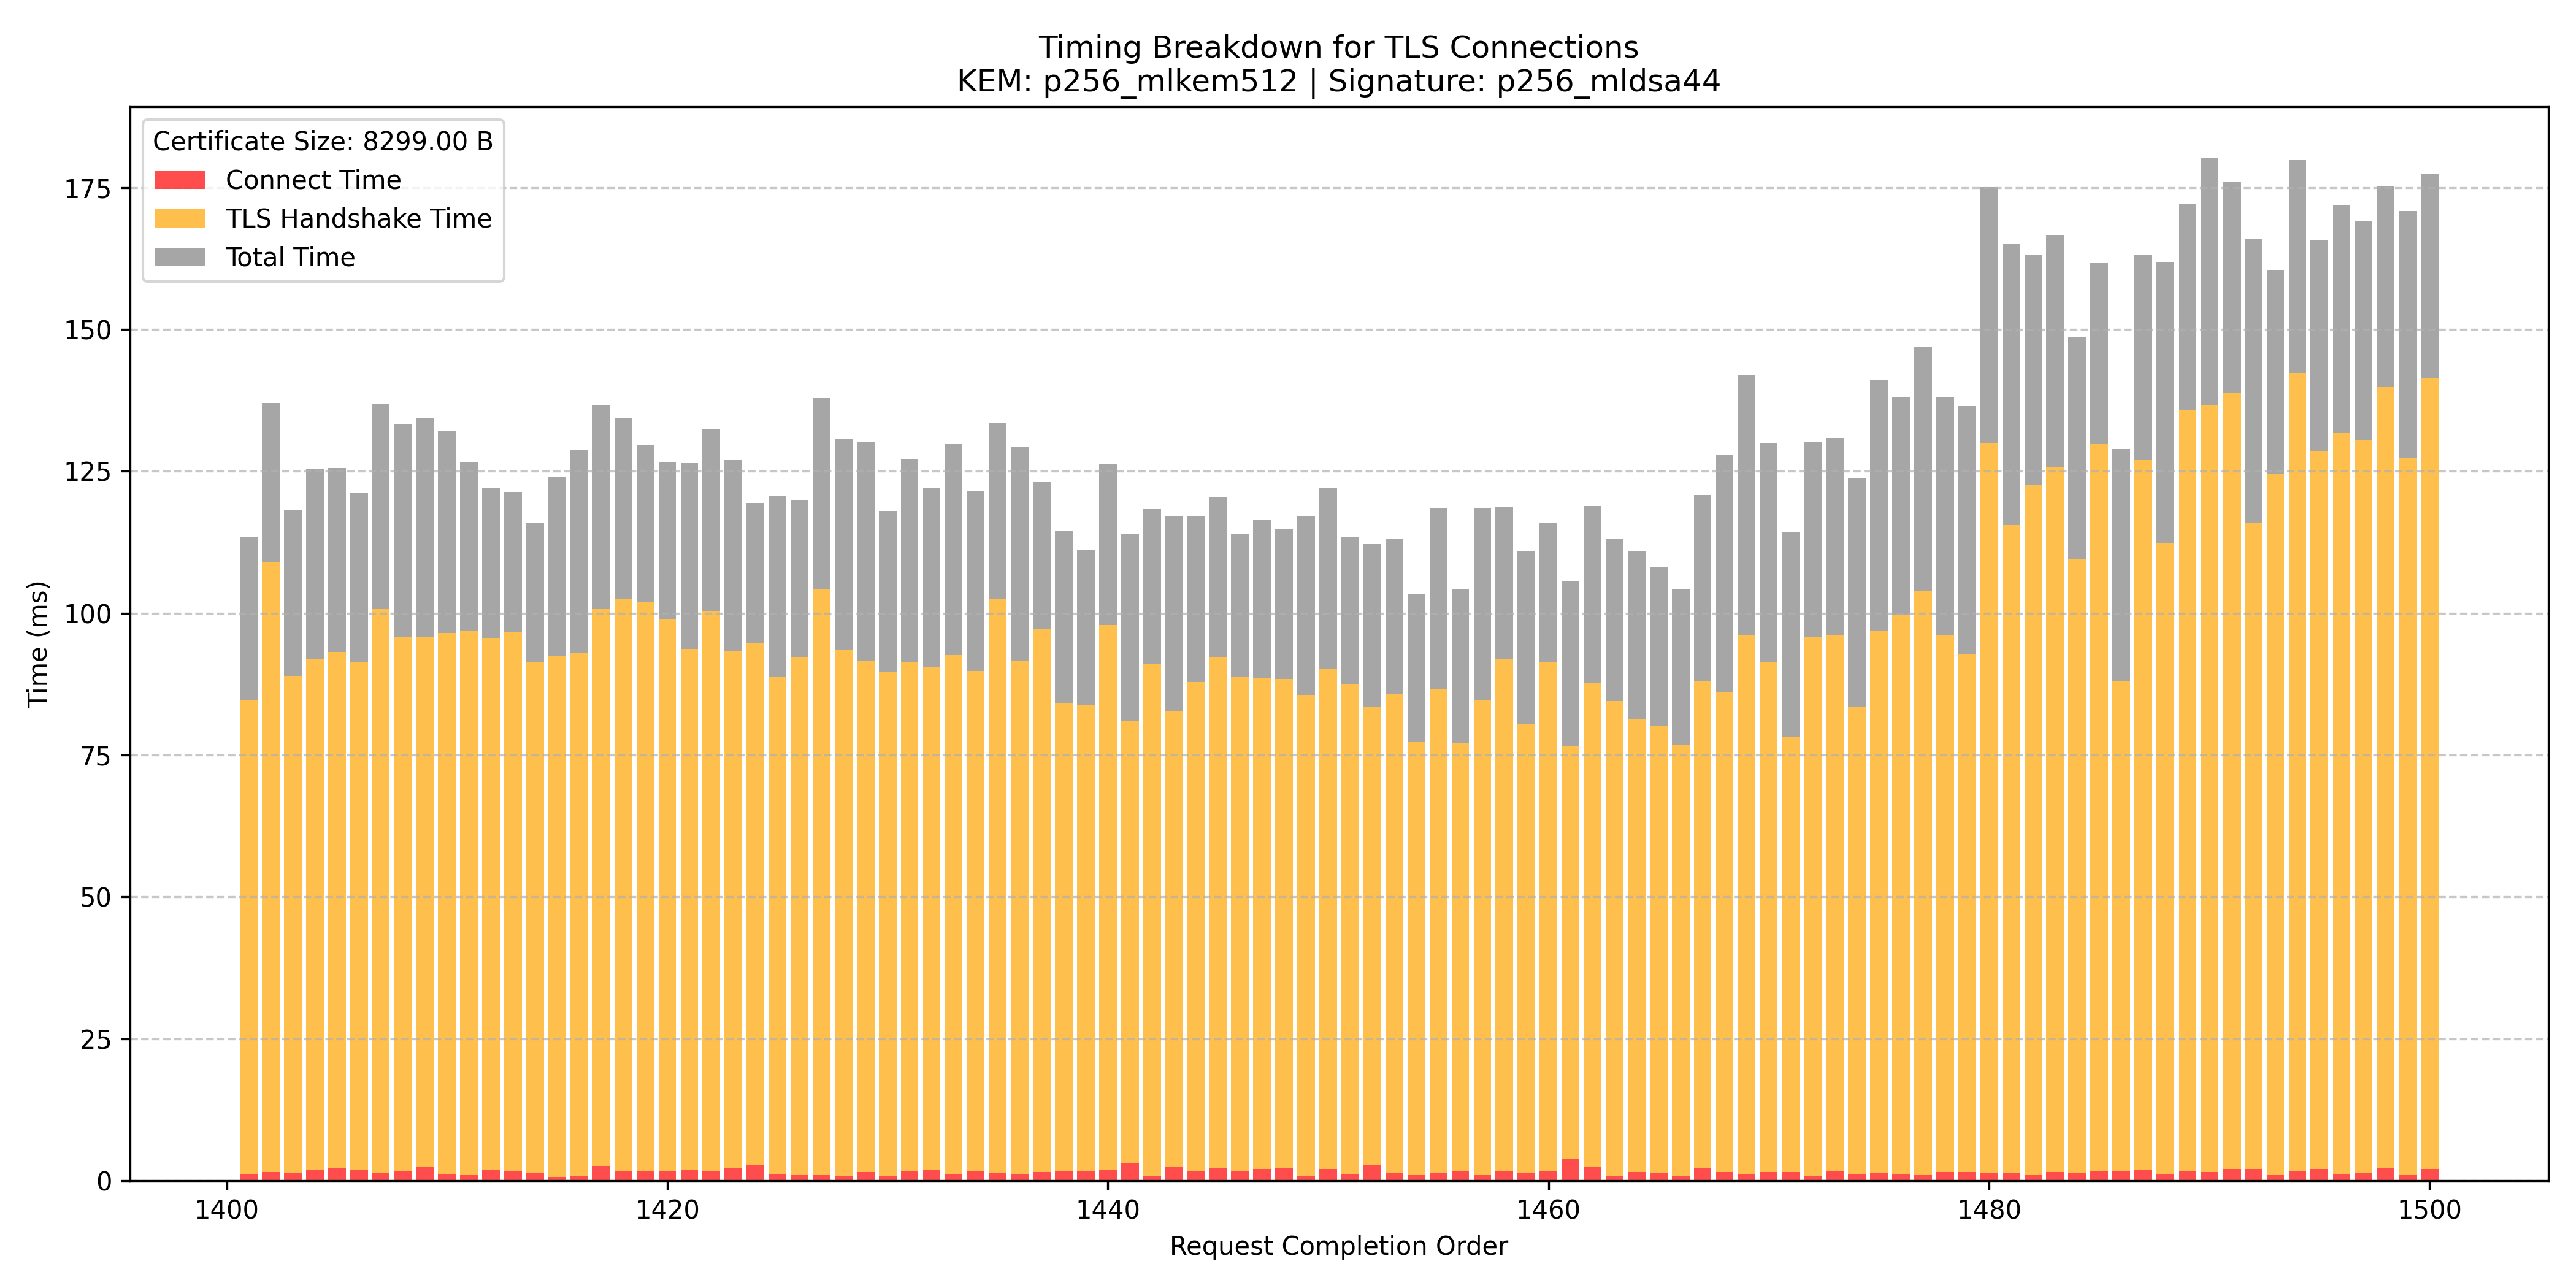 Timing Breakdown for TLS Connections
KEM: p256_mlkem512 | Signature: p256_mldsa44
Certificate Size: 8299.00 B
Connect Time
TLS Handshake Time
Total Time
Time (ms)
175
150
125
100
75
50
25
0
1400 1420 1440 1460 1480 1500
Request Completion Order